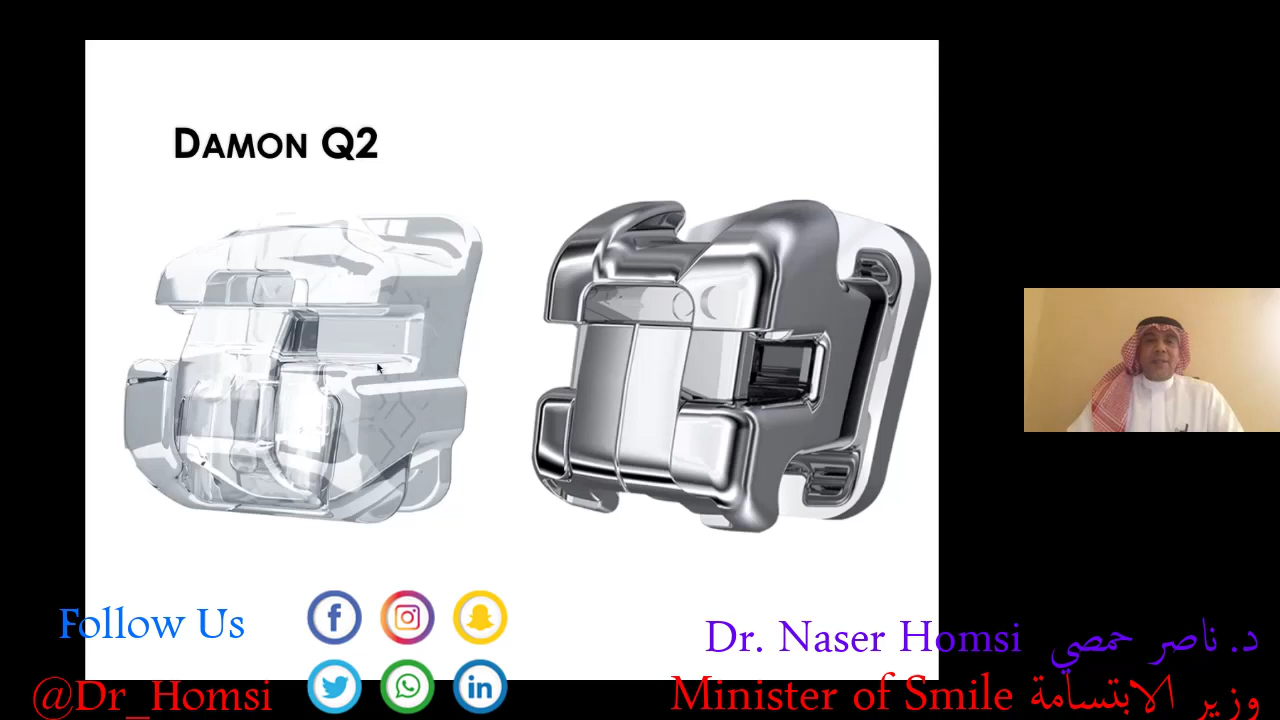 DAMON Q2
Follow Us
@Dr_Homsi
Dr. Naser Homsi د. ناصر حمصي
Minister of Smile وزير الابتسامة